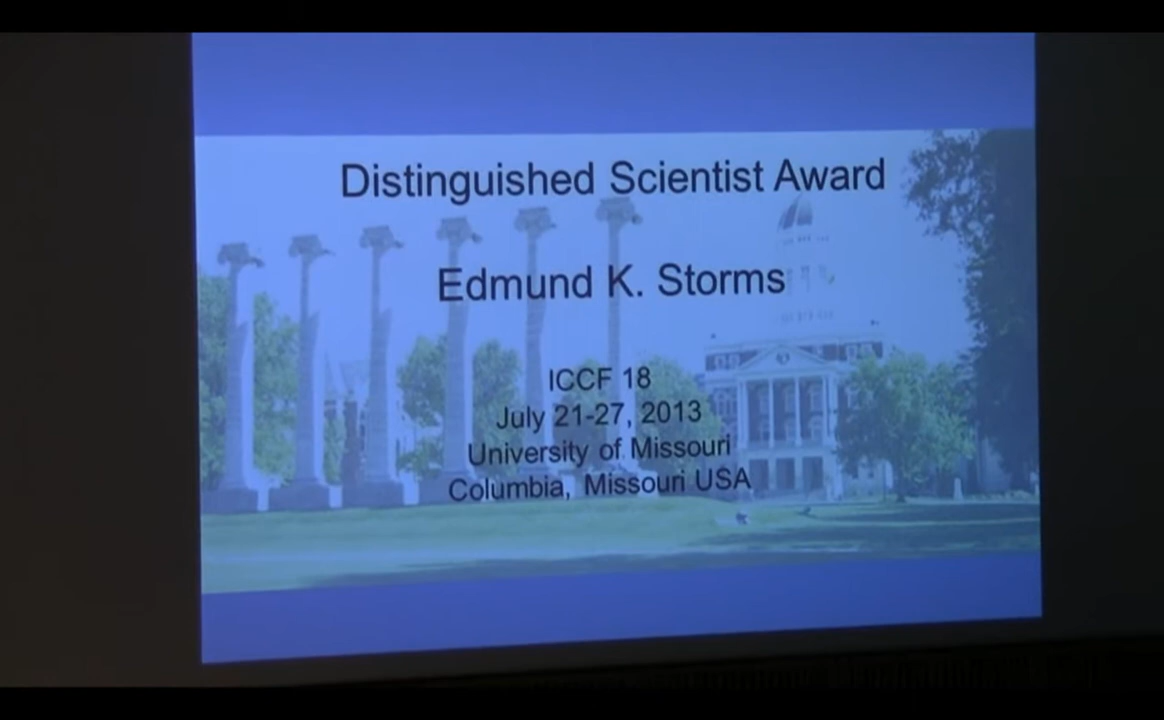 Distinguished Scientist Award
Edmund K. Storms
ICCF 18
July 21-27, 2013
University of Missouri
Columbia, Missouri USA